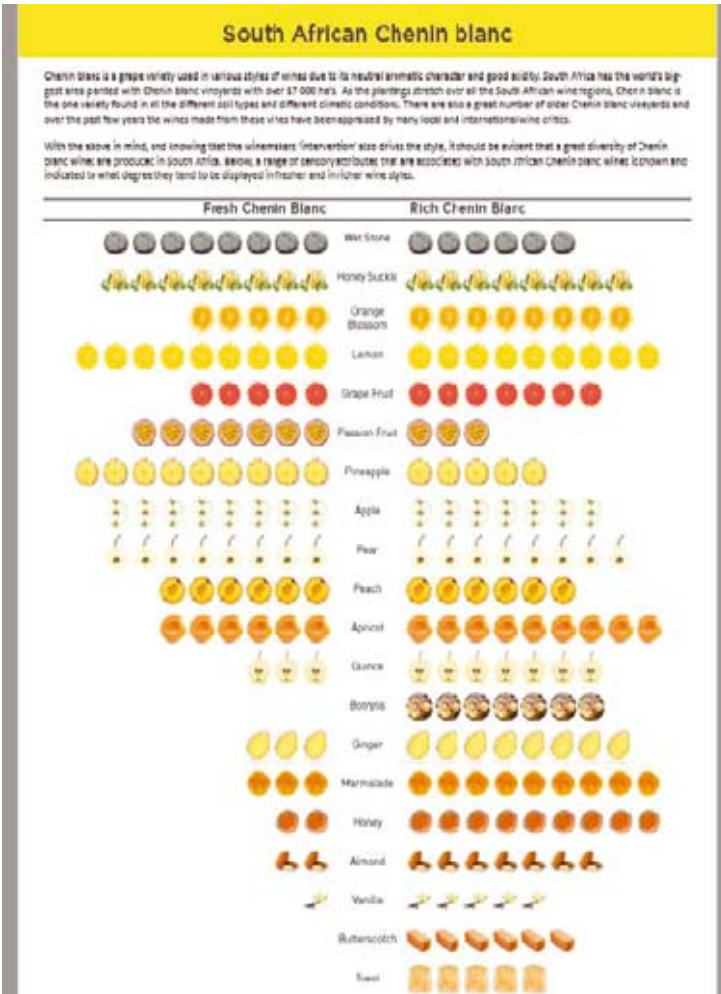 South African Chenin blanc
Chenin blanc is a grape variety used in various styles of wines due to its neutral aromatic character and good acidity. South Africa has the world's big-
gest area planted with Chenin blanc vineyards with over 17 000 ha's. As the plantings stretch over all the South African wine regions, Chenin blanc is
the one variety found in all the different soil types and different climatic conditions. There are also a great number of older Chenin blanc vineyards and
over the past few years the wines made from these vines have been appraised by many local and international wine critics.
With the above in mind, and knowing that the winemakers 'intervention' also drives the style, it should be evident that a great diversity of Chenin
blanc wines are produced in South Africa. Below, a range of sensory attributes that are associated with South African Chenin blanc wines is shown and
indicated to what degree they tend to be displayed in fresher and in richer wine styles.
Fresh Chenin Blanc Rich Chenin Blanc
Wet Stone
Honey Suckle
Orange
Blossom
Lemon
Grape Fruit
Passion Fruit
Pineapple
Apple
Pear
Peach
Apricot
Quince
Botrytis
Ginger
Marmalade
Honey
Almond
Vanilla
Butterscotch
Toast